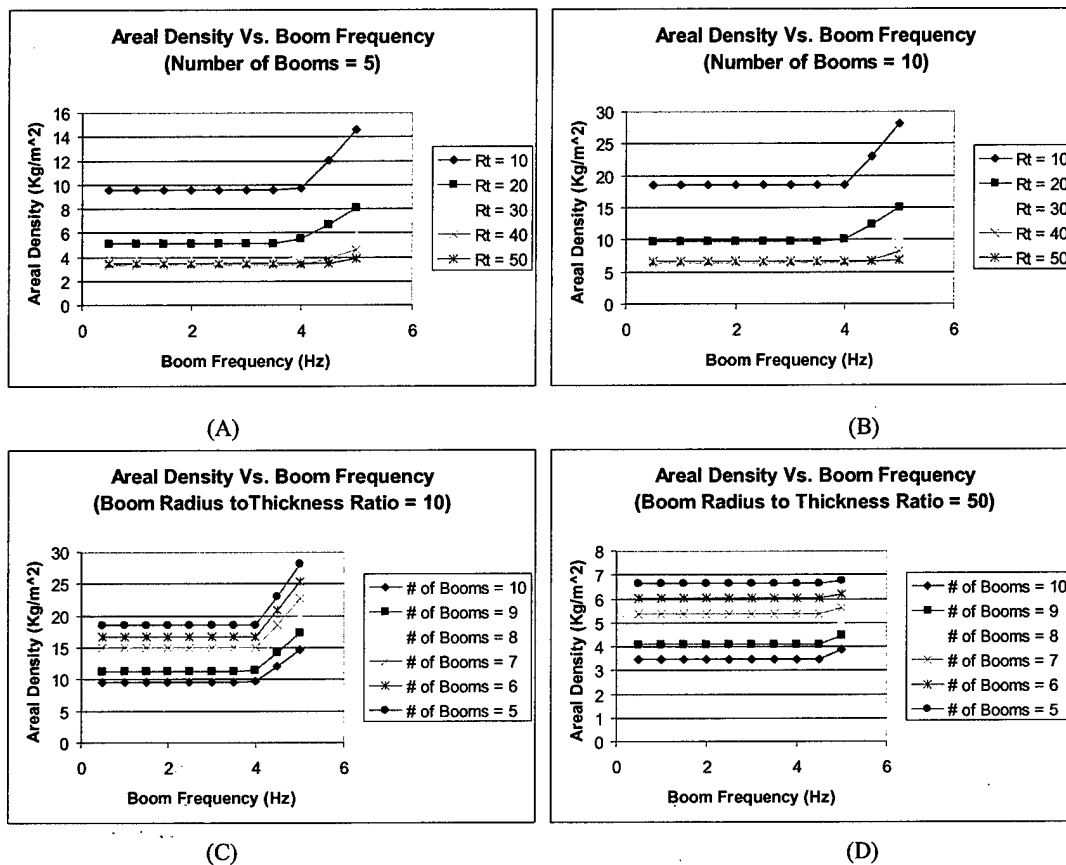 Areal Density Vs. Boom Frequency
(Number of Booms = 5)
Areal Density (Kg/m^2)
16
14
12
10
8
6
4
2
0
0
2
4
6
Boom Frequency (Hz)
Rt = 10
Rt = 20
Rt = 30
Rt = 40
Rt = 50
(A)
Areal Density Vs. Boom Frequency
(Number of Booms = 10)
Areal Density (Kg/m^2)
30
25
20
15
10
5
0
0
2
4
6
Boom Frequency (Hz)
Rt = 10
Rt = 20
Rt = 30
Rt = 40
Rt = 50
(B)
Areal Density Vs. Boom Frequency
(Boom Radius toThickness Ratio = 10)
Areal Density (Kg/m^2)
30
25
20
15
10
5
0
0
2
4
6
Boom Frequency (Hz)
# of Booms = 10
# of Booms = 9
# of Booms = 8
# of Booms = 7
# of Booms = 6
# of Booms = 5
(C)
Areal Density Vs. Boom Frequency
(Boom Radius to Thickness Ratio = 50)
Areal Density (Kg/m^2)
8
7
6
5
4
3
2
1
0
0
2
4
6
Boom Frequency (Hz)
# of Booms = 10
# of Booms = 9
# of Booms = 8
# of Booms = 7
# of Booms = 6
# of Booms = 5
(D)